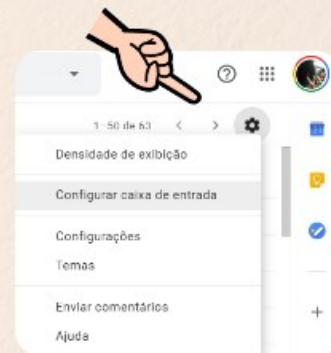 1–50 de 63
Densidade de exibição
Configurar caixa de entrada
Configurações
Temas
Enviar comentários
Ajuda